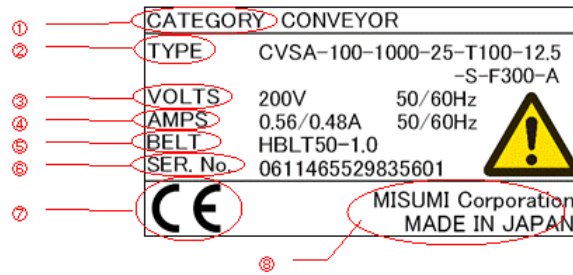 ① CATEGORY CONVEYOR
② TYPE CVSA-100-1000-25-T100-12.5
-S-F300-A
③ VOLTS 200V 50/60Hz
④ AMPS 0.56/0.48A 50/60Hz
⑤ BELT HBLT50-1.0
⑥ SER. No. 0611465529835601
⑦ CE MISUMI Corporation
MADE IN JAPAN
⑧